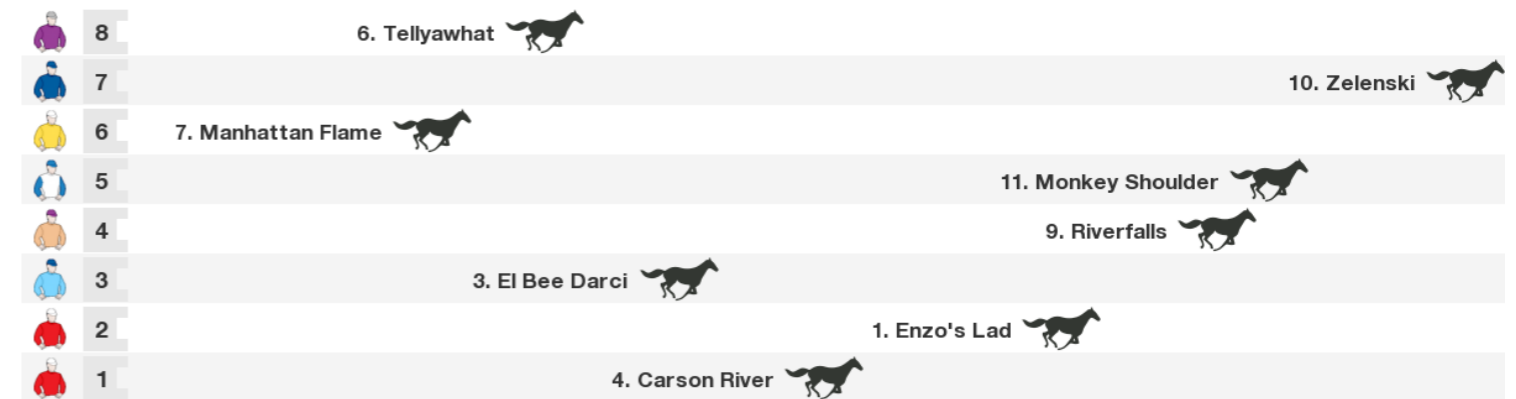 8 6. Tellyawhat
7 10. Zelenski
6 7. Manhattan Flame
5 11. Monkey Shoulder
4 9. Riverfalls
3 3. El Bee Darci
2 1. Enzo's Lad
1 4. Carson River